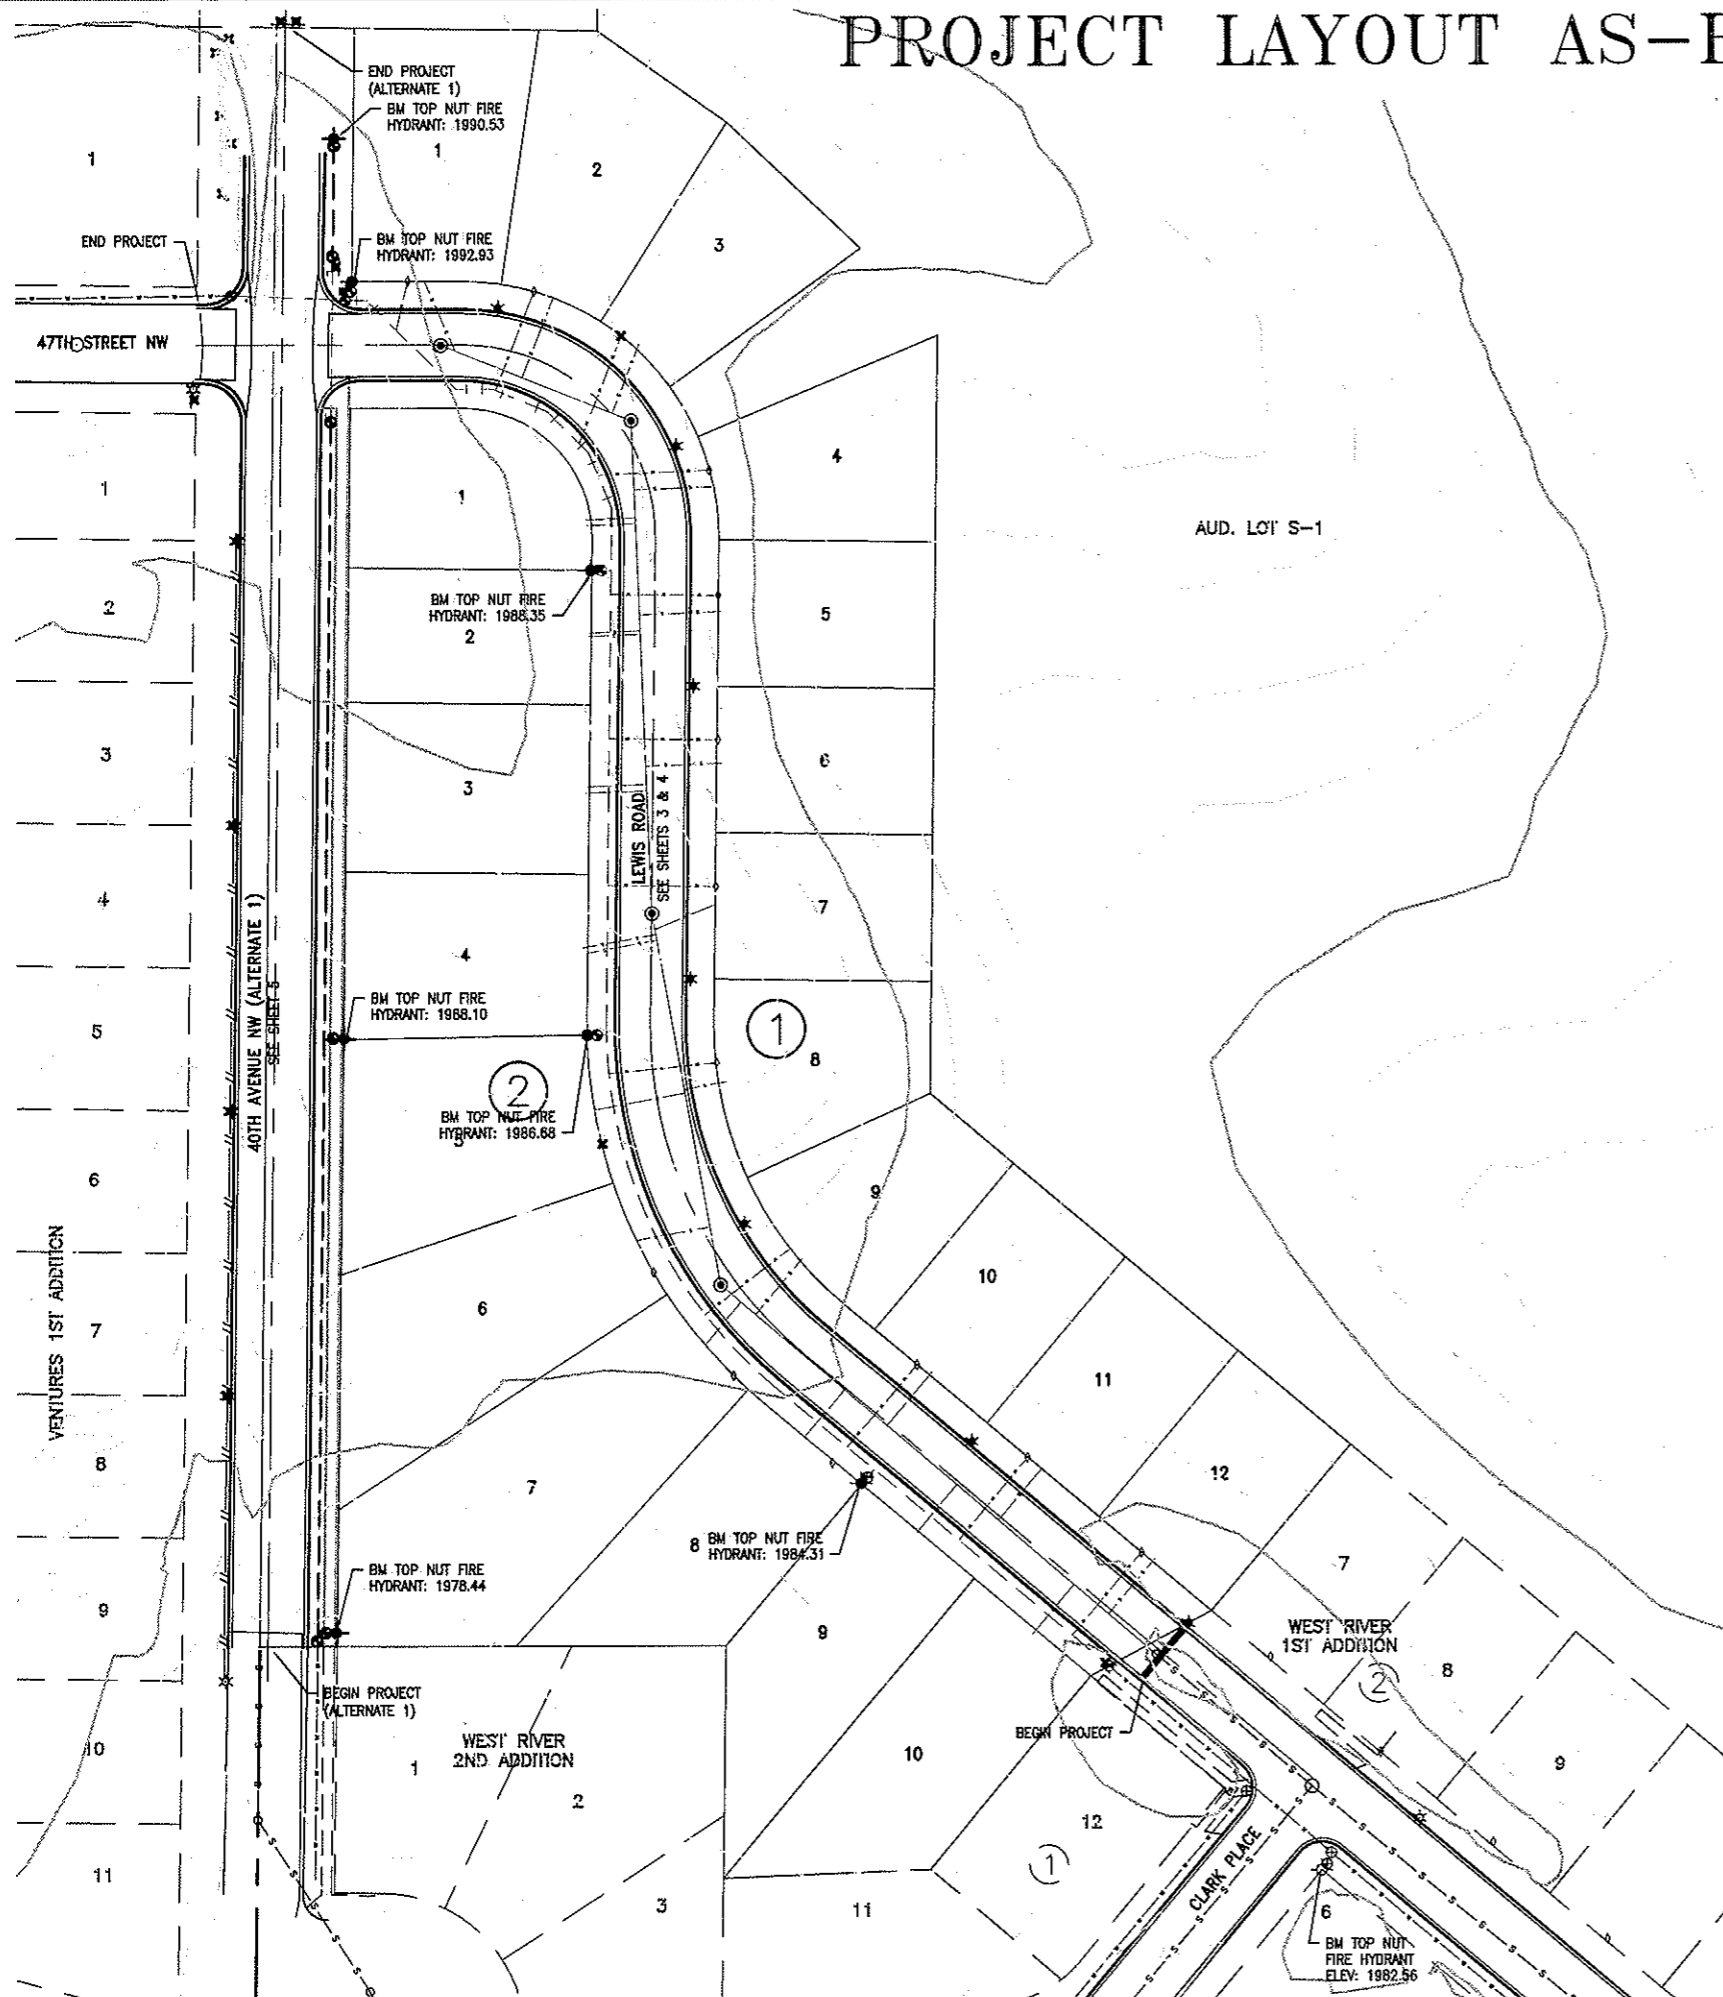 PROJECT LAYOUT AS-
END PROJECT
(ALTERNATE 1)
BM TOP NUT FIRE
HYDRANT: 1990.53
1
1
2
3
END PROJECT
BM TOP NUT FIRE
HYDRANT: 1992.93
47TH STREET NW
1
1
4
AUD. LOT S-1
2
BM TOP NUT FIRE
HYDRANT: 1988.35
2
5
3
3
6
LEWIS ROAD
SEE SHEETS 3 & 4
4
4
7
40TH AVENUE NW (ALTERNATE 1)
SEE SHEET 5
5
BM TOP NUT FIRE
HYDRANT: 1988.10
1
8
2
BM TOP NUT FIRE
HYDRANT: 1986.68
5
6
9
VENTURES 1ST ADDITION
7
6
10
8
7
11
12
8
BM TOP NUT FIRE
HYDRANT: 1984.31
9
BM TOP NUT FIRE
HYDRANT: 1978.44
9
7
WEST RIVER
1ST ADDITION
2
8
BEGIN PROJECT
(ALTERNATE 1)
BEGIN PROJECT
10
WEST RIVER
2ND ADDITION
1
2
10
9
12
1
CLARK PLACE
11
3
11
6
BM TOP NUT
FIRE HYDRANT
ELEV: 1982.56